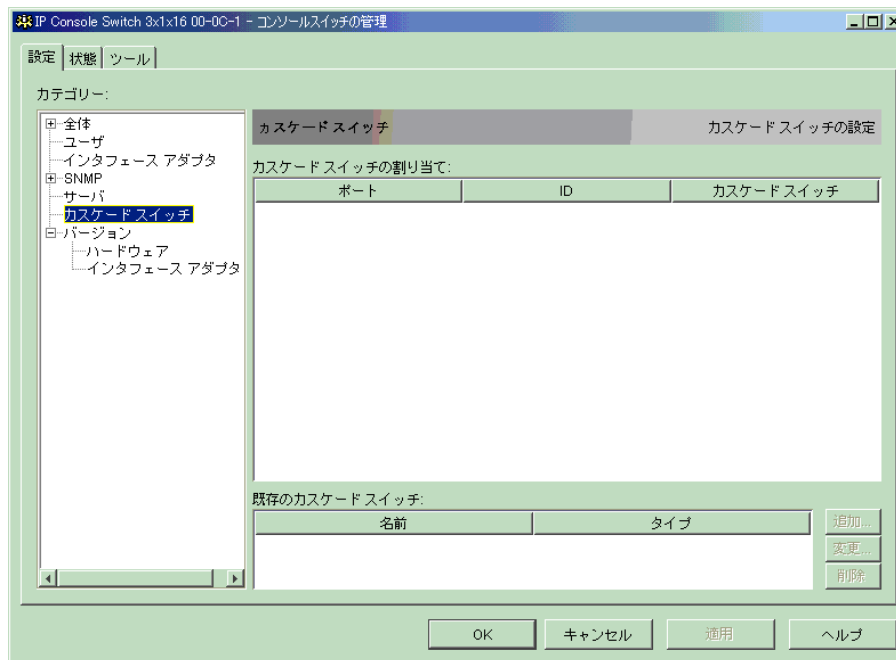 IP Console Switch 3x1x16 00-0C-1 - コンソールスイッチの管理
設定 状態 ツール
カテゴリー:
全体
ユーザ
インタフェース アダプタ
SNMP
サーバ
カスケード スイッチ
バージョン
ハードウェア
インタフェース アダプタ
カスケード スイッチ カスケード スイッチの設定
カスケード スイッチの割り当て:
ポート ID カスケード スイッチ
既存のカスケード スイッチ:
名前 タイプ
追加...
変更...
削除
OK キャンセル 適用 ヘルプ